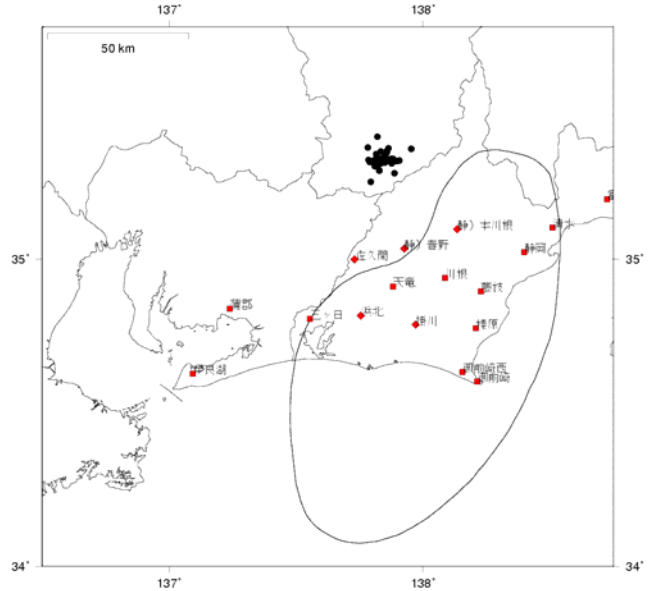 137°
138°
50 km
静）本川根
清水
静岡
静）春野
佐久間
35°
35°
川根
天竜
藤枝
蒲郡
三ヶ日
浜北
掛川
榛原
伊良湖
御前崎西
御前崎
34°
34°
137°
138°